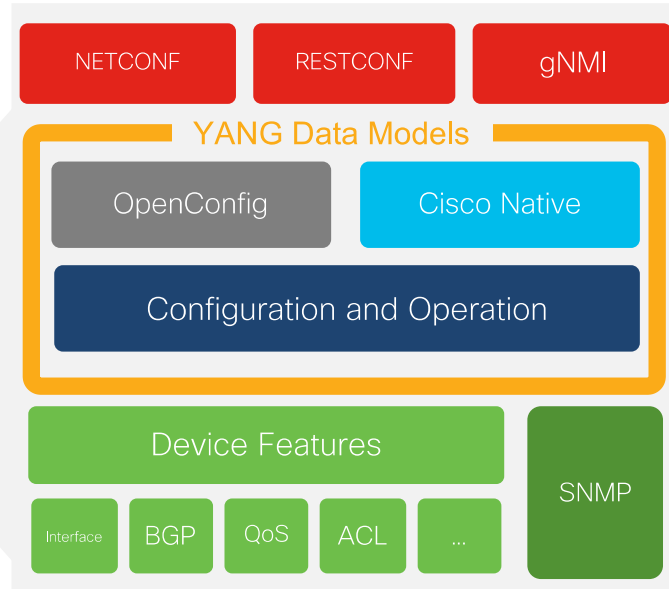 NETCONF
RESTCONF
gNMI
YANG Data Models
OpenConfig
Cisco Native
Configuration and Operation
Device Features
SNMP
Interface
BGP
QoS
ACL
...